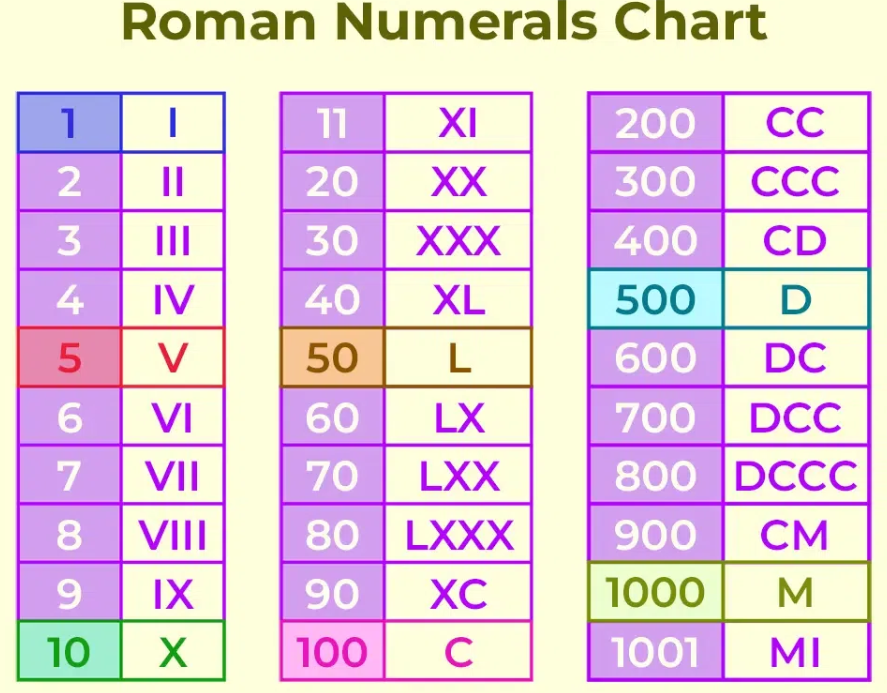 Roman Numerals Chart
1 I
2 II
3 III
4 IV
5 V
6 VI
7 VII
8 VIII
9 IX
10 X
11 XI
20 XX
30 XXX
40 XL
50 L
60 LX
70 LXX
80 LXXX
90 XC
100 C
200 CC
300 CCC
400 CD
500 D
600 DC
700 DCC
800 DCCC
900 CM
1000 M
1001 MI